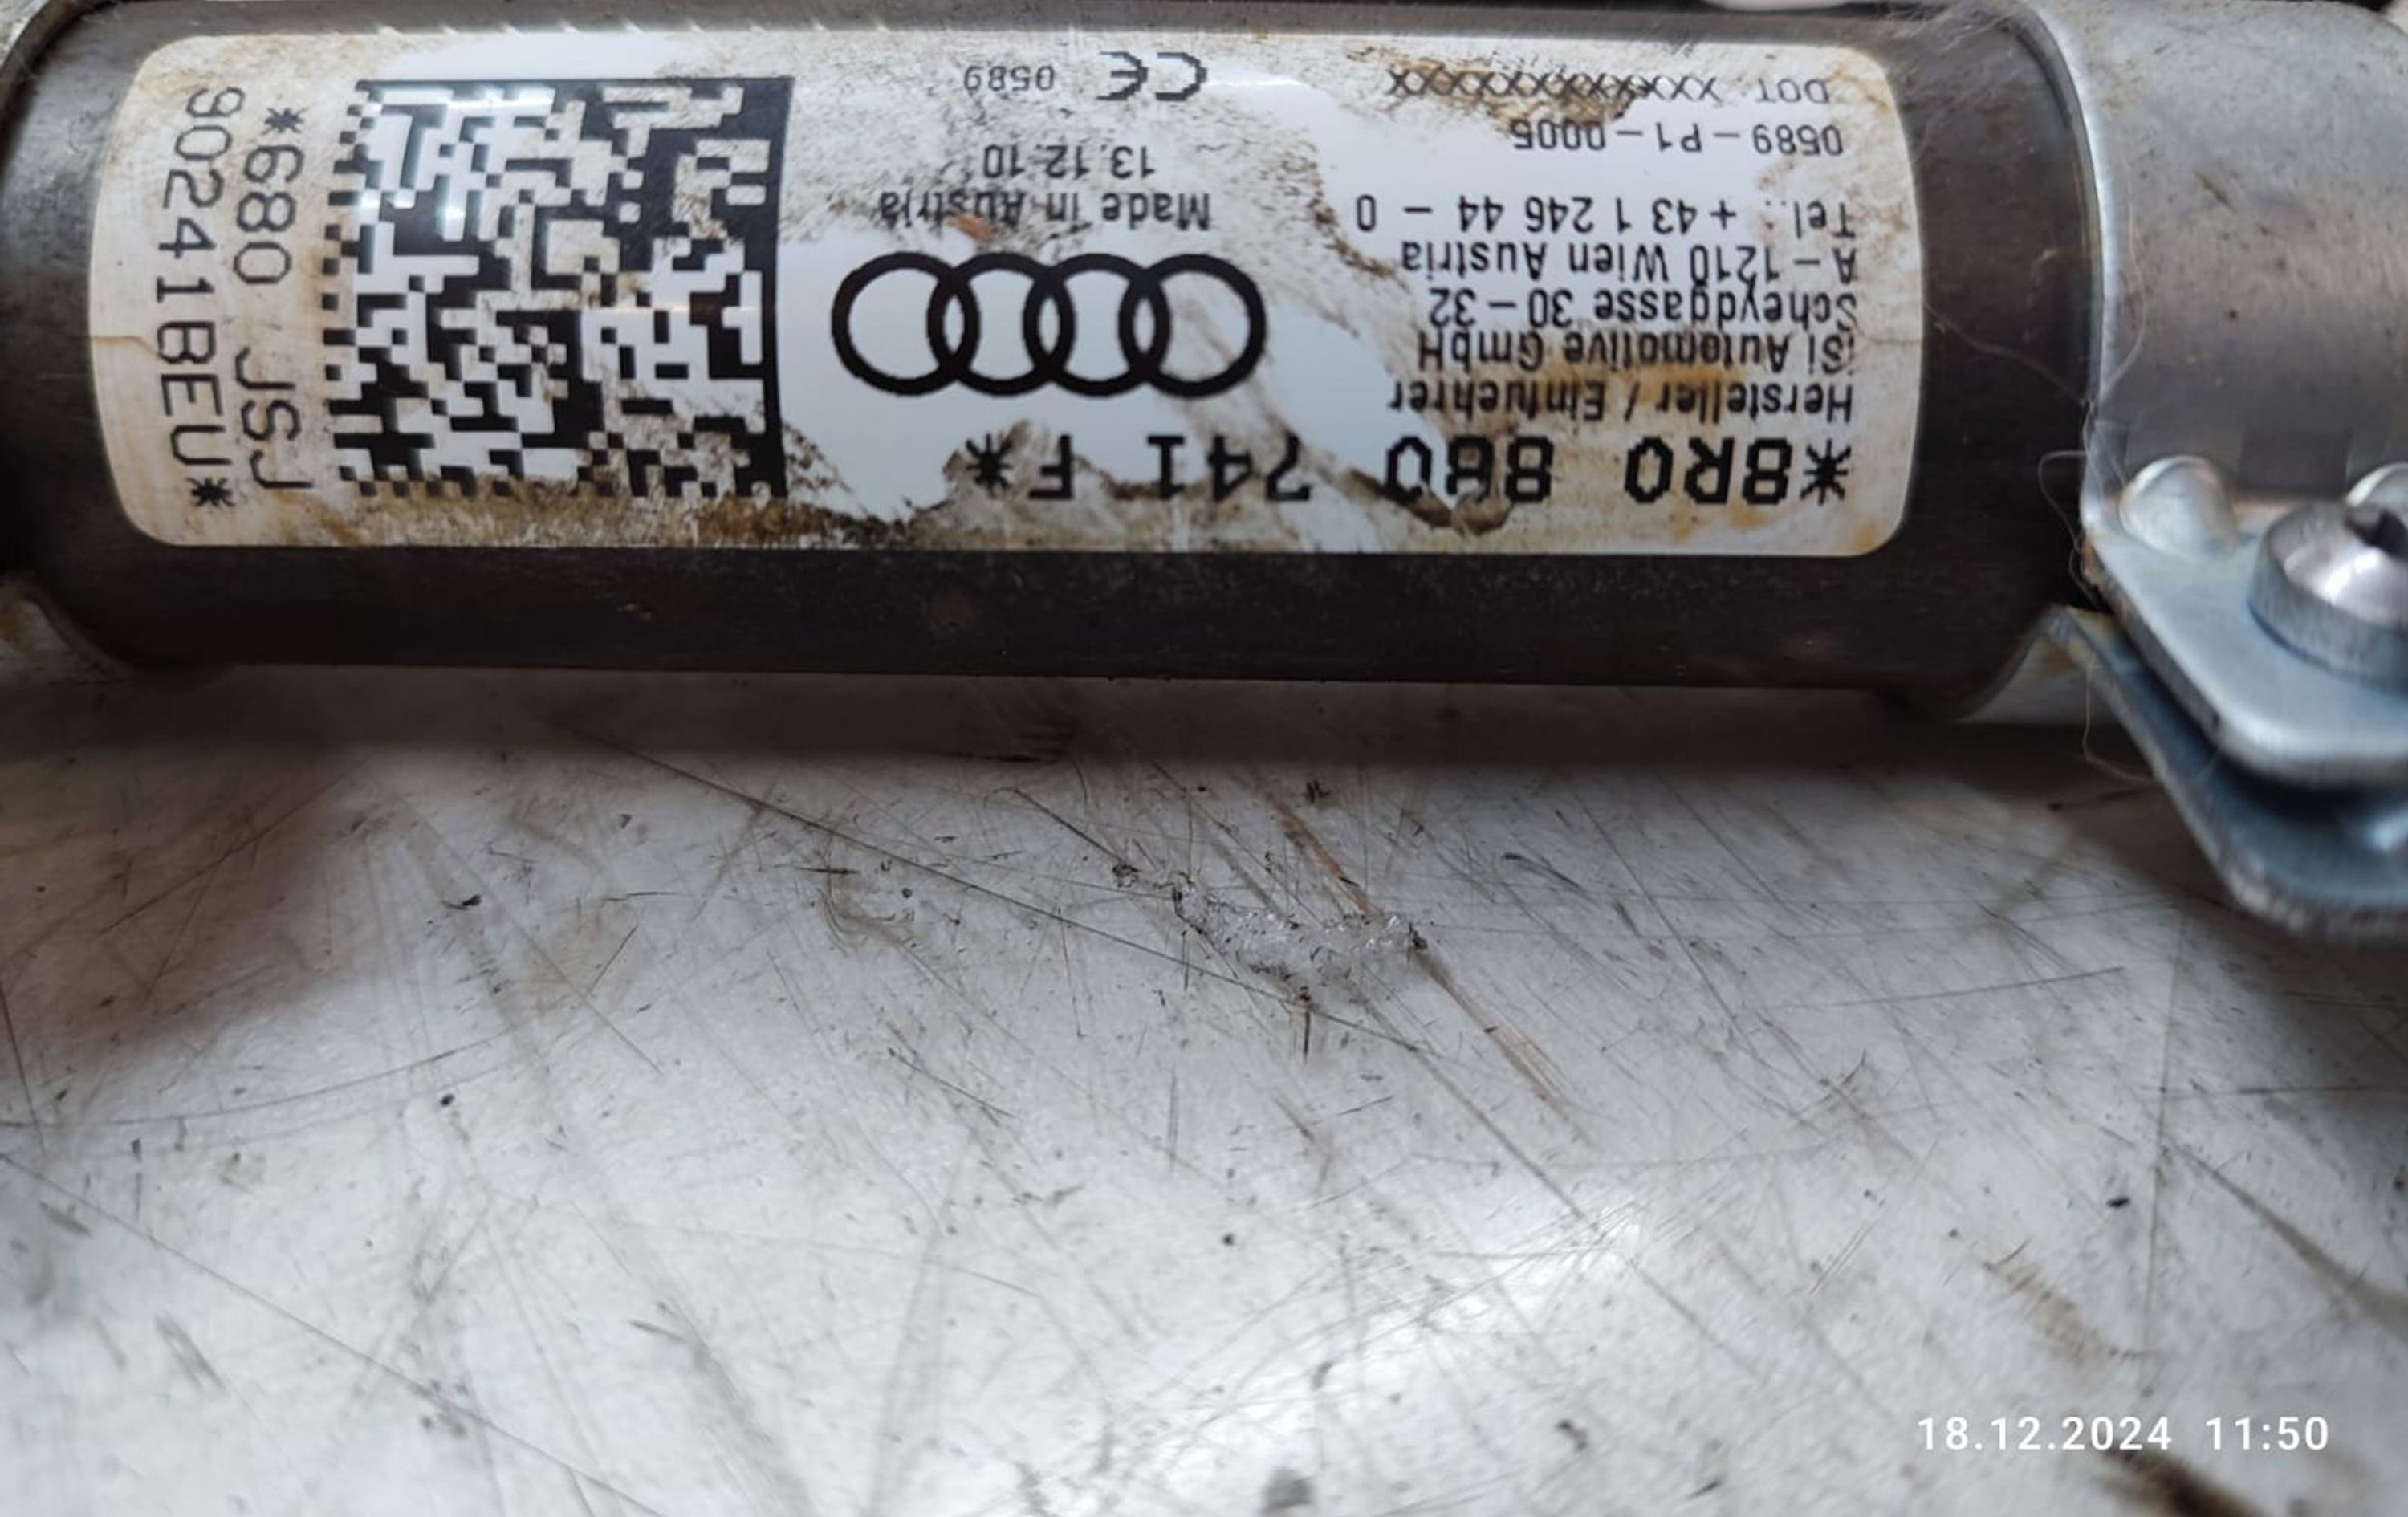 *8R0 880 741 F*
Hersteller / Einfuehrer
iSi Automotive GmbH
Scheydgasse 30-32
A-1210 Wien Austria
Tel.: +43 1 246 44 - 0
0589-P1-0005
DOT XXXXXXXXXXXXX
Made in Austria
13.12.10
CE 0589
*680 JSJ
90241BEU*
18.12.2024 11:50